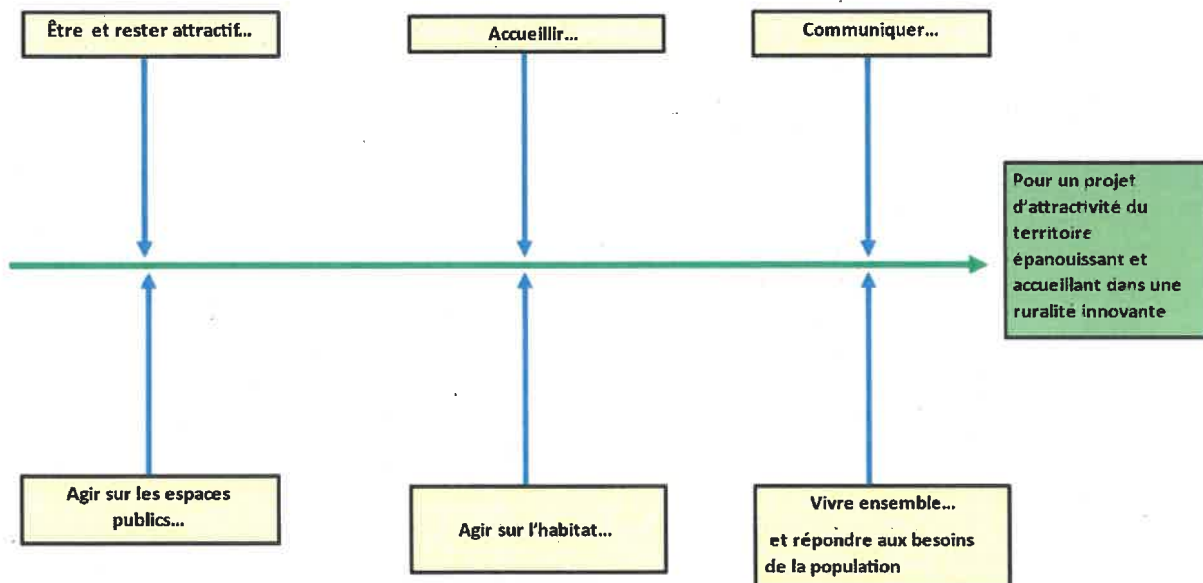 Être et rester attractif...
Accueillir...
Communiquer...
Pour un projet
d'attractivité du
territoire
épanouissant et
accueillant dans une
ruralité innovante
Agir sur les espaces
publics...
Agir sur l'habitat...
Vivre ensemble...
et répondre aux besoins
de la population